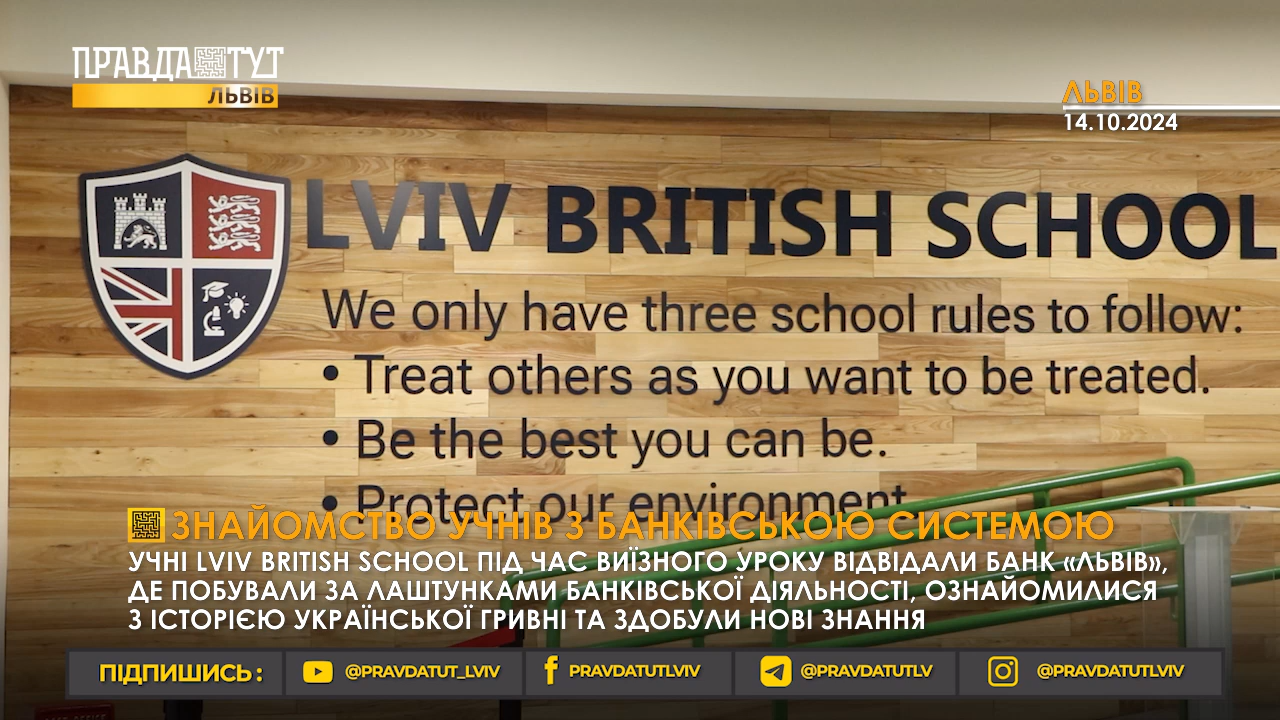 ПРАВДА ТУТ
ЛЬВІВ
ЛЬВІВ
14.10.2024
LVIV BRITISH SCHOOL
We only have three school rules to follow:
• Treat others as you want to be treated.
• Be the best you can be.
• Protect our environment
ЗНАЙОМСТВО УЧНІВ З БАНКІВСЬКОЮ СИСТЕМОЮ
УЧНІ LVIV BRITISH SCHOOL ПІД ЧАС ВИЇЗНОГО УРОКУ ВІДВІДАЛИ БАНК «ЛЬВІВ»,
ДЕ ПОБУВАЛИ ЗА ЛАШТУНКАМИ БАНКІВСЬКОЇ ДІЯЛЬНОСТІ, ОЗНАЙОМИЛИСЯ
З ІСТОРІЄЮ УКРАЇНСЬКОЇ ГРИВНІ ТА ЗДОБУЛИ НОВІ ЗНАННЯ
ПІДПИШИСЬ: @PRAVDATUT_LVIV PRAVDATUTLVIV @PRAVDATUTLV @PRAVDATUTLVIV